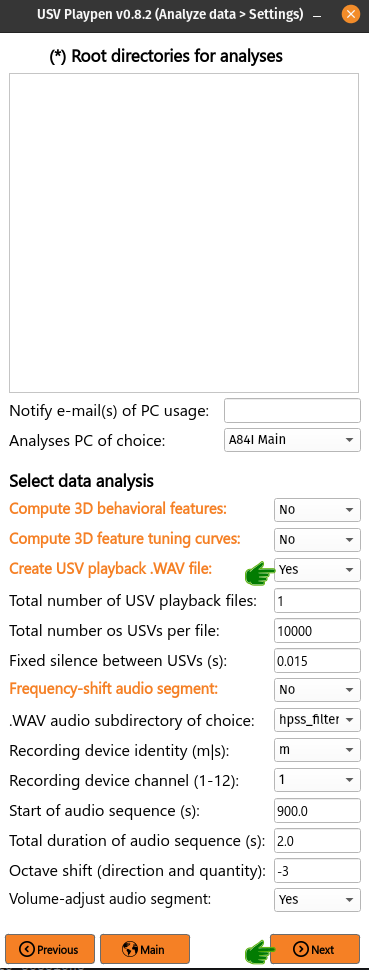 USV Playpen v0.8.2 (Analyze data > Settings)
(*) Root directories for analyses
Notify e-mail(s) of PC usage:
Analyses PC of choice: A84I Main
Select data analysis
Compute 3D behavioral features: No
Compute 3D feature tuning curves: No
Create USV playback .WAV file: Yes
Total number of USV playback files: 1
Total number os USVs per file: 10000
Fixed silence between USVs (s): 0.015
Frequency-shift audio segment: No
.WAV audio subdirectory of choice: hpss_filter
Recording device identity (m|s): m
Recording device channel (1-12): 1
Start of audio sequence (s): 900.0
Total duration of audio sequence (s): 2.0
Octave shift (direction and quantity): -3
Volume-adjust audio segment: Yes
Previous Main Next